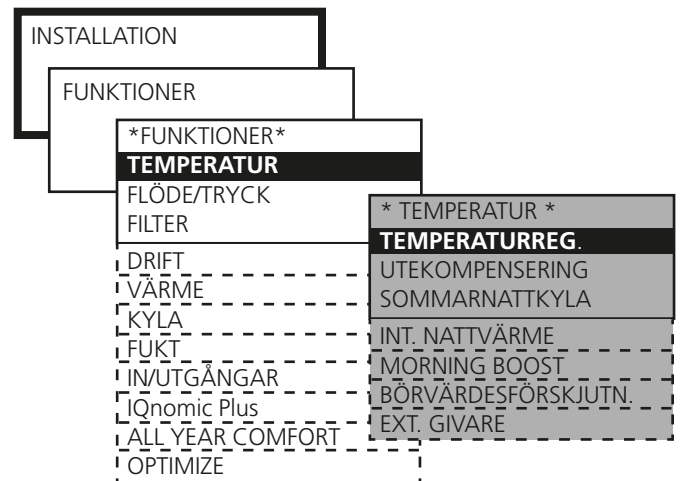 INSTALLATION
FUNKTIONER
*FUNKTIONER*
TEMPERATUR
FLÖDE/TRYCK
FILTER
DRIFT
VÄRME
KYLA
FUKT
IN/UTGÅNGAR
IQnomic Plus
ALL YEAR COMFORT
OPTIMIZE
* TEMPERATUR *
TEMPERATURREG.
UTEKOMPENSERING
SOMMARNATTKYLA
INT. NATTVÄRME
MORNING BOOST
BÖRVÄRDESFÖRSKJUTN.
EXT. GIVARE